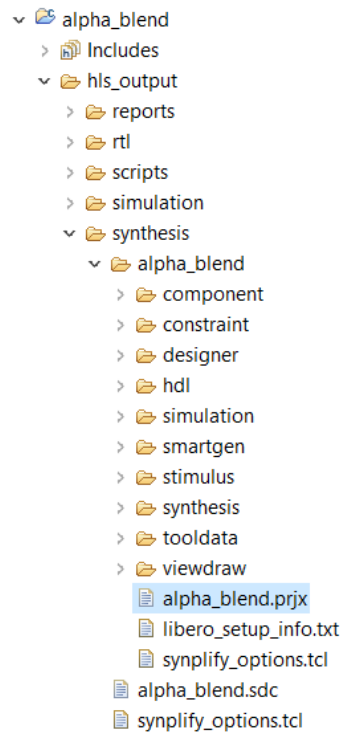 alpha_blend
Includes
hls_output
reports
rtl
scripts
simulation
synthesis
alpha_blend
component
constraint
designer
hdl
simulation
smartgen
stimulus
synthesis
tooldata
viewdraw
alpha_blend.prjx
libero_setup_info.txt
synplify_options.tcl
alpha_blend.sdc
synplify_options.tcl